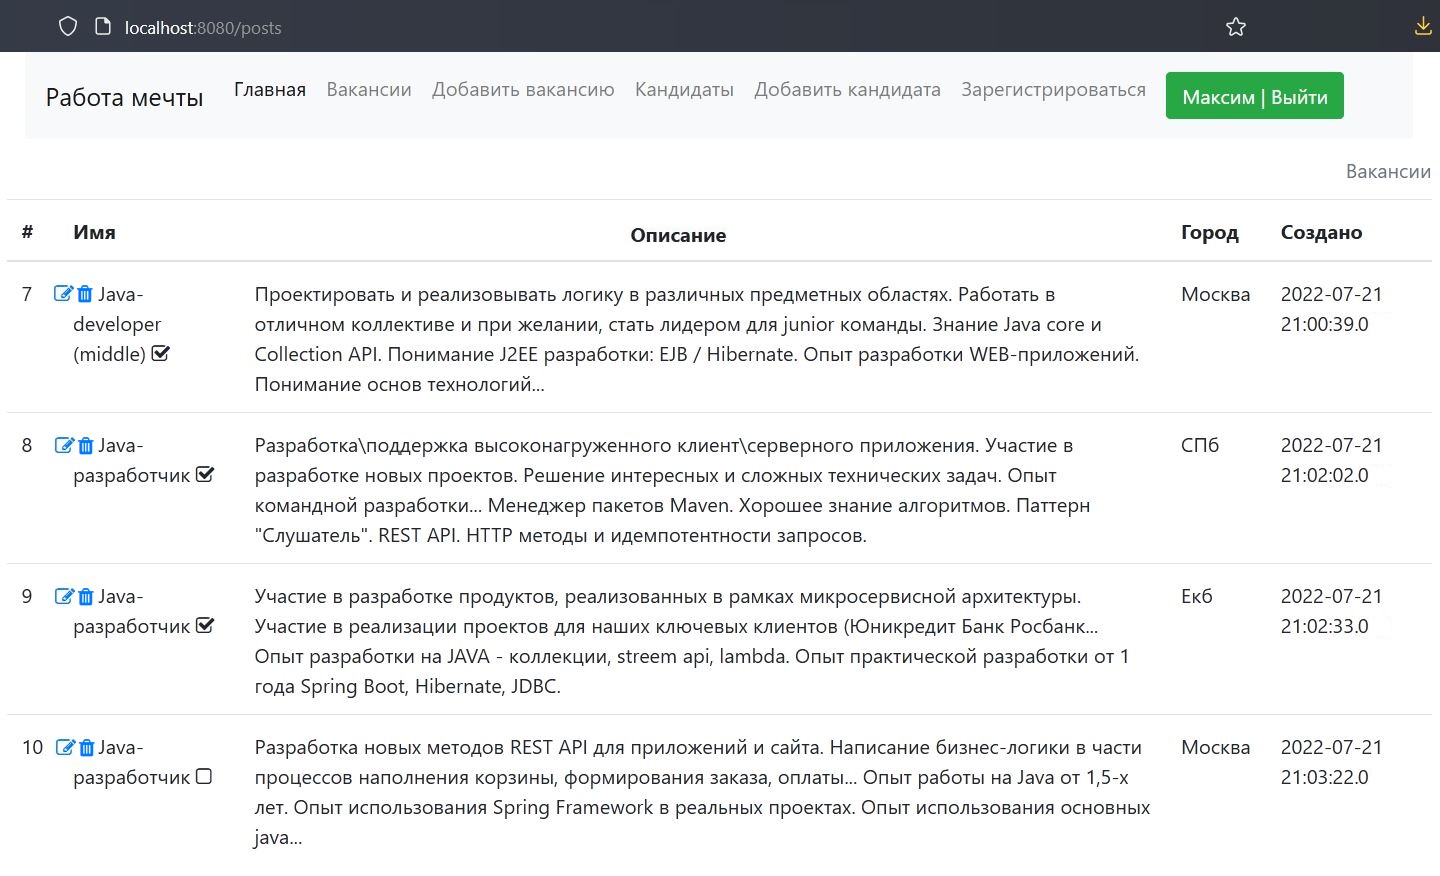 localhost:8080/posts
Работа мечты Главная Вакансии Добавить вакансию Кандидаты Добавить кандидата Зарегистрироваться Максим | Выйти
Вакансии
# Имя Описание Город Создано
7 Java- Проектировать и реализовывать логику в различных предметных областях. Работать в Москва 2022-07-21
developer отличном коллективе и при желании, стать лидером для junior команды. Знание Java core и 21:00:39.0
(middle) Collection API. Понимание J2EE разработки: EJB / Hibernate. Опыт разработки WEB-приложений.
Понимание основ технологий...
8 Java- Разработка\поддержка высоконагруженного клиент\серверного приложения. Участие в СПб 2022-07-21
разработчик разработке новых проектов. Решение интересных и сложных технических задач. Опыт 21:02:02.0
командной разработки... Менеджер пакетов Maven. Хорошее знание алгоритмов. Паттерн
"Слушатель". REST API. HTTP методы и идемпотентности запросов.
9 Java- Участие в разработке продуктов, реализованных в рамках микросервисной архитектуры. Екб 2022-07-21
разработчик Участие в реализации проектов для наших ключевых клиентов (Юникредит Банк Росбанк... 21:02:33.0
Опыт разработки на JAVA - коллекции, streem api, lambda. Опыт практической разработки от 1
года Spring Boot, Hibernate, JDBC.
10 Java- Разработка новых методов REST API для приложений и сайта. Написание бизнес-логики в части Москва 2022-07-21
разработчик процессов наполнения корзины, формирования заказа, оплаты... Опыт работы на Java от 1,5-х 21:03:22.0
лет. Опыт использования Spring Framework в реальных проектах. Опыт использования основных
java...